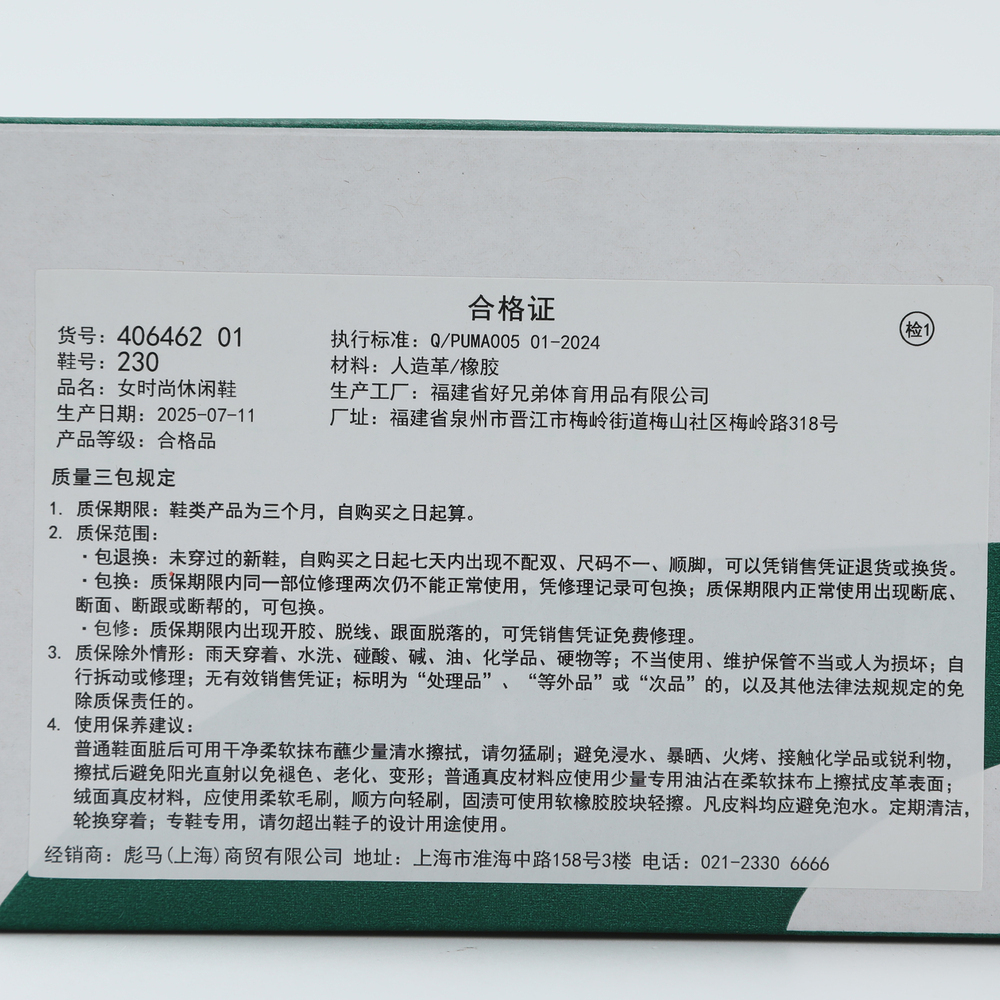 合格证
检1
货号：406462 01
鞋号：230
品名：女时尚休闲鞋
生产日期：2025-07-11
产品等级：合格品
执行标准：Q/PUMA005 01-2024
材料：人造革/橡胶
生产工厂：福建省好兄弟体育用品有限公司
厂址：福建省泉州市晋江市梅岭街道梅山社区梅岭路318号
质量三包规定
1. 质保期限：鞋类产品为三个月，自购买之日起算。
2. 质保范围：
·包退换：未穿过的新鞋，自购买之日起七天内出现不配双、尺码不一、顺脚，可以凭销售凭证退货或换货。
·包换：质保期限内同一部位修理两次仍不能正常使用，凭修理记录可包换；质保期限内正常使用出现断底、
断面、断跟或断帮的，可包换。
·包修：质保期限内出现开胶、脱线、跟面脱落的，可凭销售凭证免费修理。
3. 质保除外情形：雨天穿着、水洗、碰酸、碱、油、化学品、硬物等；不当使用、维护保管不当或人为损坏；自
行拆动或修理；无有效销售凭证；标明为“处理品”、“等外品”或“次品”的，以及其他法律法规规定的免
除质保责任的。
4. 使用保养建议：
普通鞋面脏后可用干净柔软抹布蘸少量清水擦拭，请勿猛刷；避免浸水、暴晒、火烤、接触化学品或锐利物，
擦拭后避免阳光直射以免褪色、老化、变形；普通真皮材料应使用少量专用油沾在柔软抹布上擦拭皮革表面；
绒面真皮材料，应使用柔软毛刷，顺方向轻刷，固渍可使用软橡胶胶块轻擦。凡皮料均应避免泡水。定期清洁，
轮换穿着；专鞋专用，请勿超出鞋子的设计用途使用。
经销商：彪马(上海)商贸有限公司 地址：上海市淮海中路158号3楼 电话：021-2330 6666